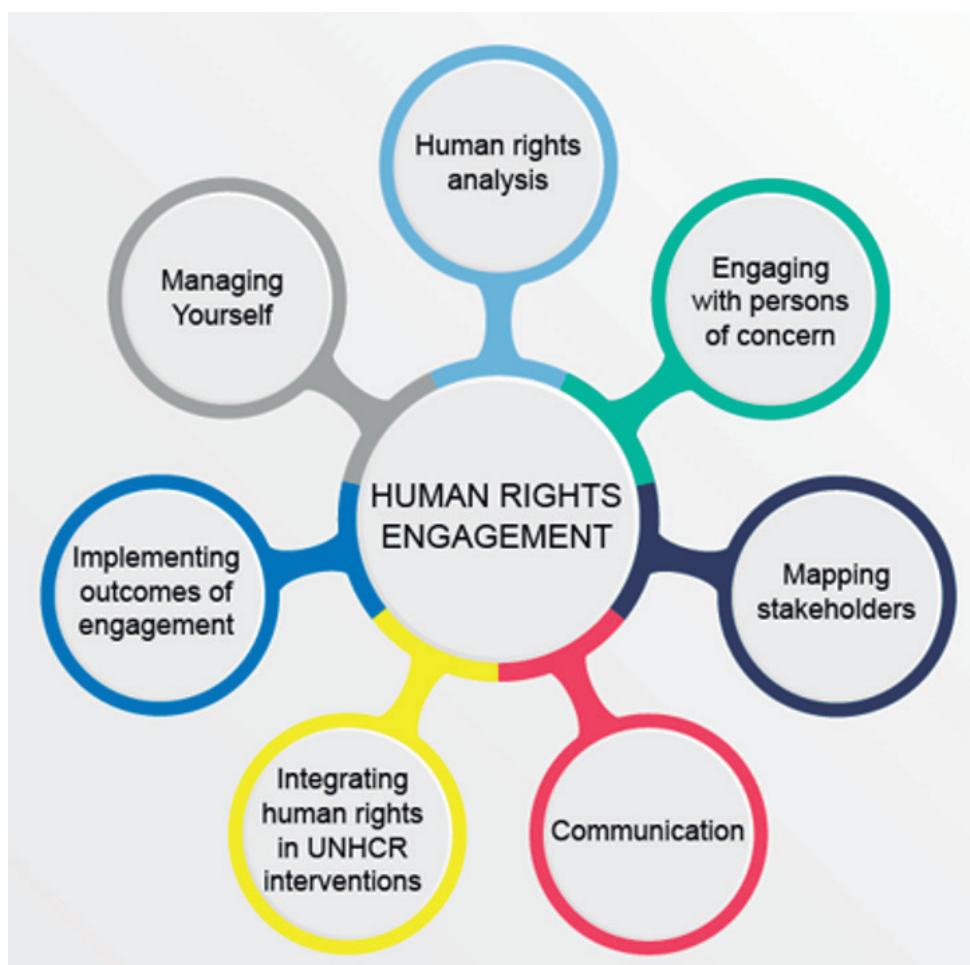 Human rights
analysis
Engaging
with persons
of concern
Mapping
stakeholders
Communication
Integrating
human rights
in UNHCR
interventions
Implementing
outcomes of
engagement
Managing
Yourself
HUMAN RIGHTS
ENGAGEMENT